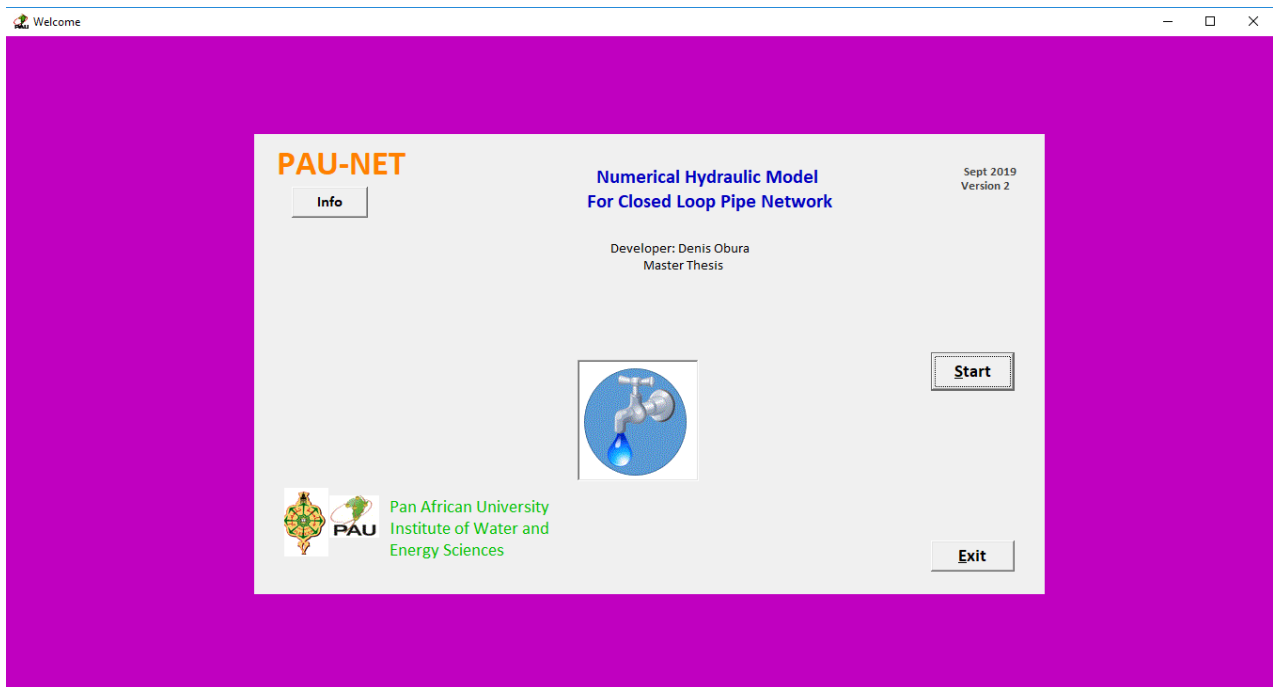 Welcome
PAU-NET
Info
Numerical Hydraulic Model
For Closed Loop Pipe Network
Sept 2019
Version 2
Developer: Denis Obura
Master Thesis
Start
PAU
Pan African University
Institute of Water and
Energy Sciences
Exit